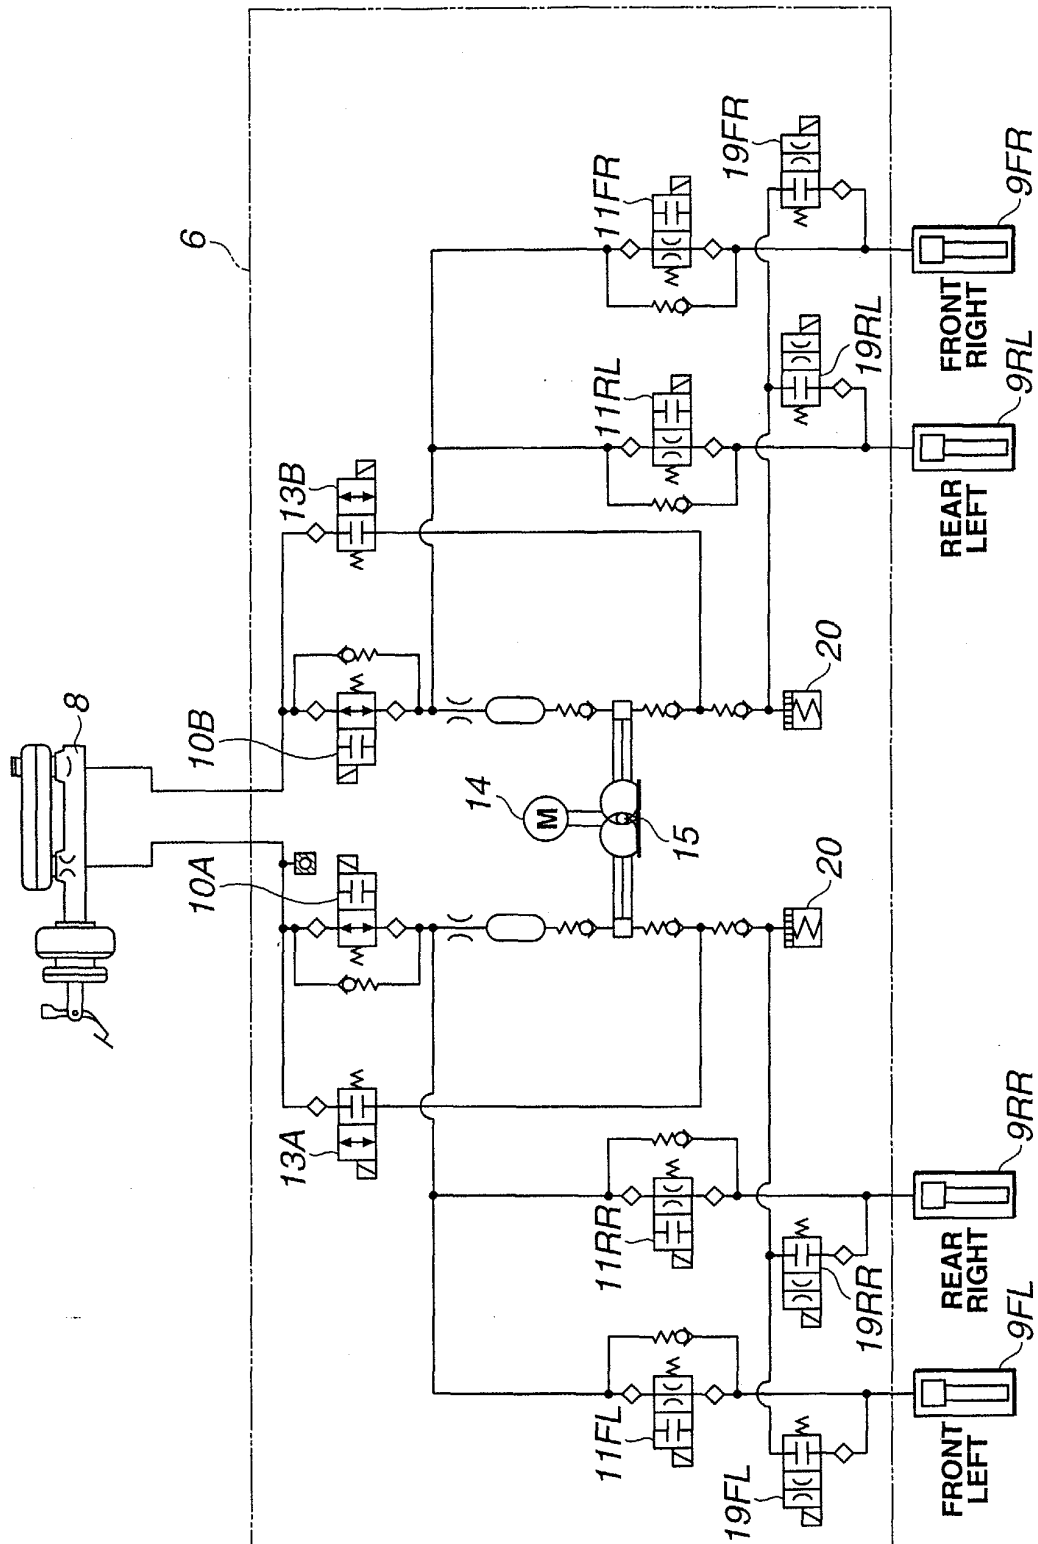 6
8
10A
10B
13A
13B
14
M
15
20
20
11FL
11RR
11RL
11FR
19FL
19RR
19RL
19FR
9FL
9RR
9RL
9FR
FRONT
LEFT
REAR
RIGHT
REAR
LEFT
FRONT
RIGHT